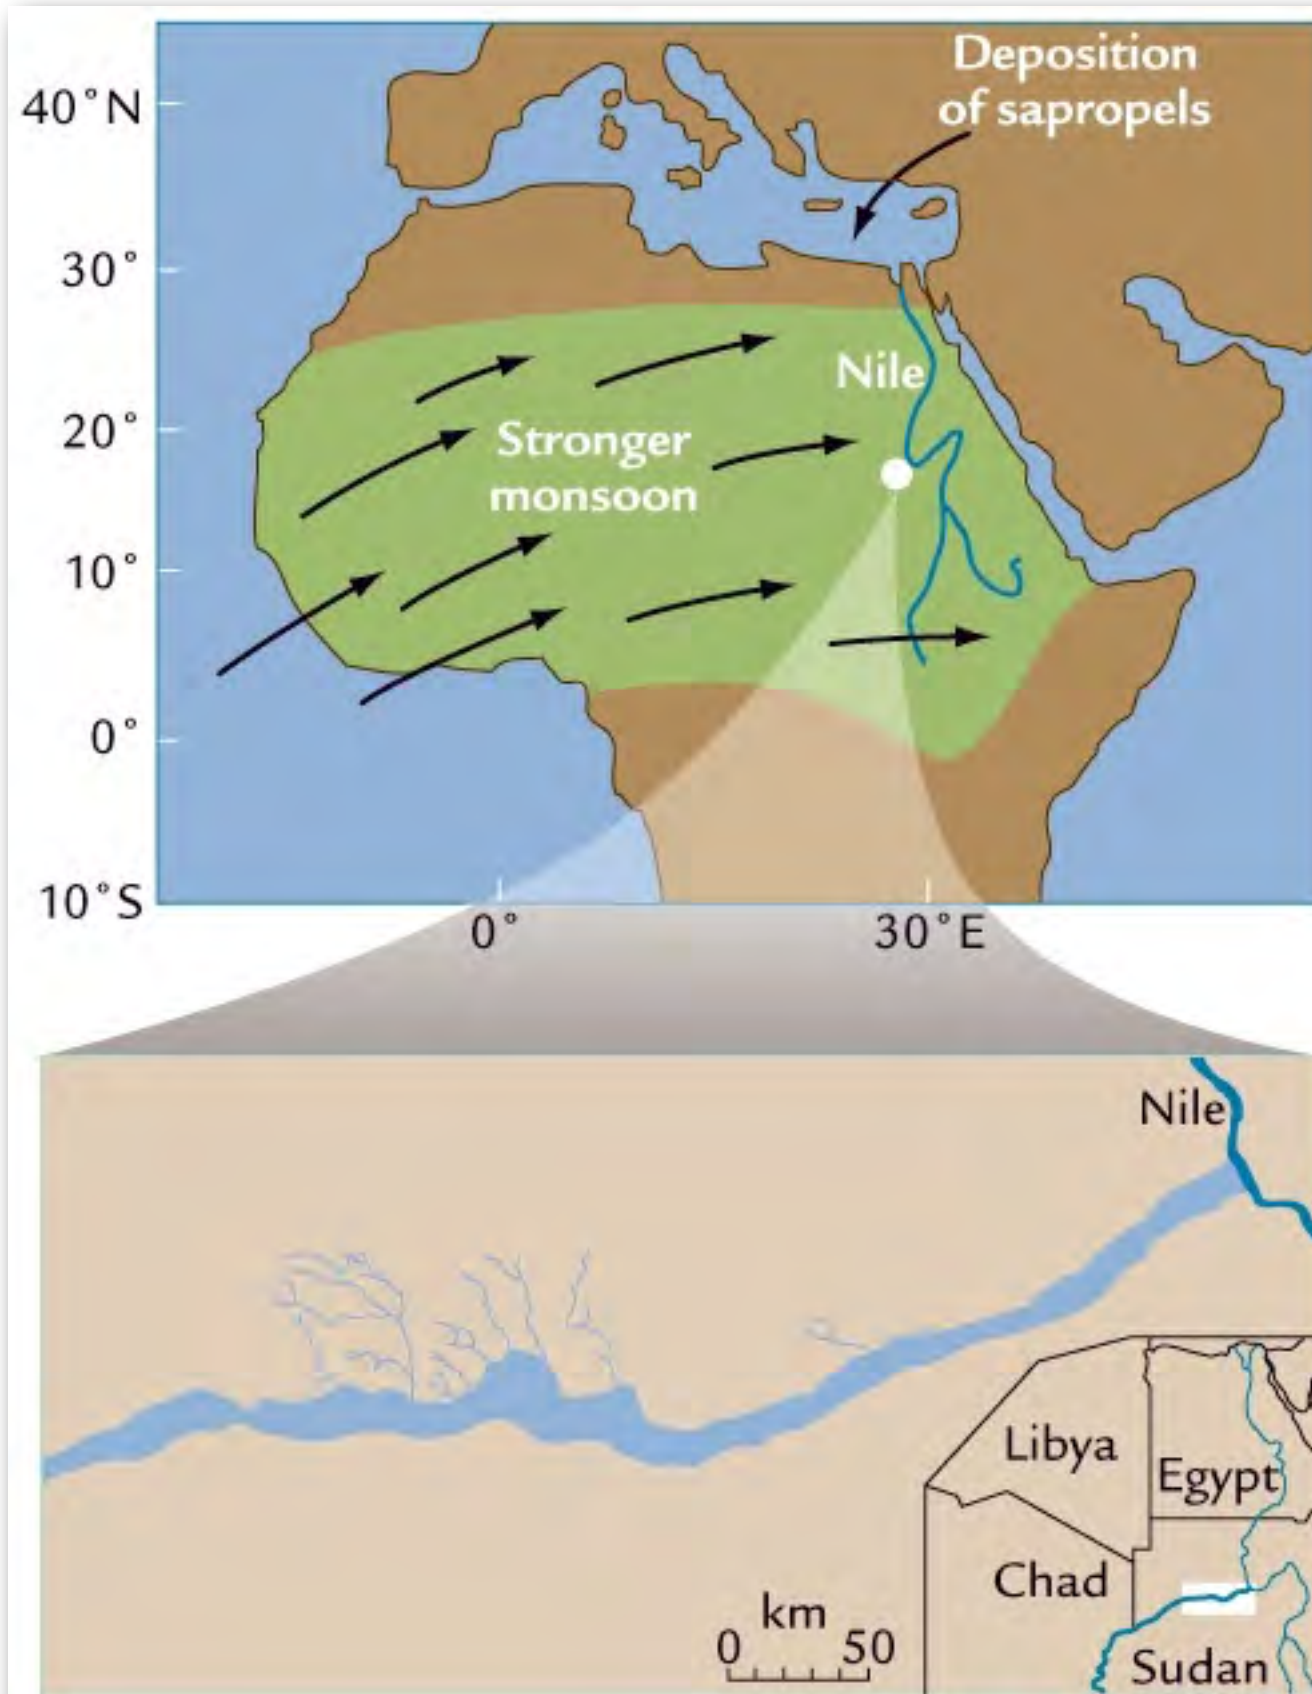 Deposition
of sapropels
40°N
30°
Nile
20°
Stronger
monsoon
10°
0°
10°S
0°
30°E
Nile
Libya
Egypt
Chad
km
0 50
Sudan